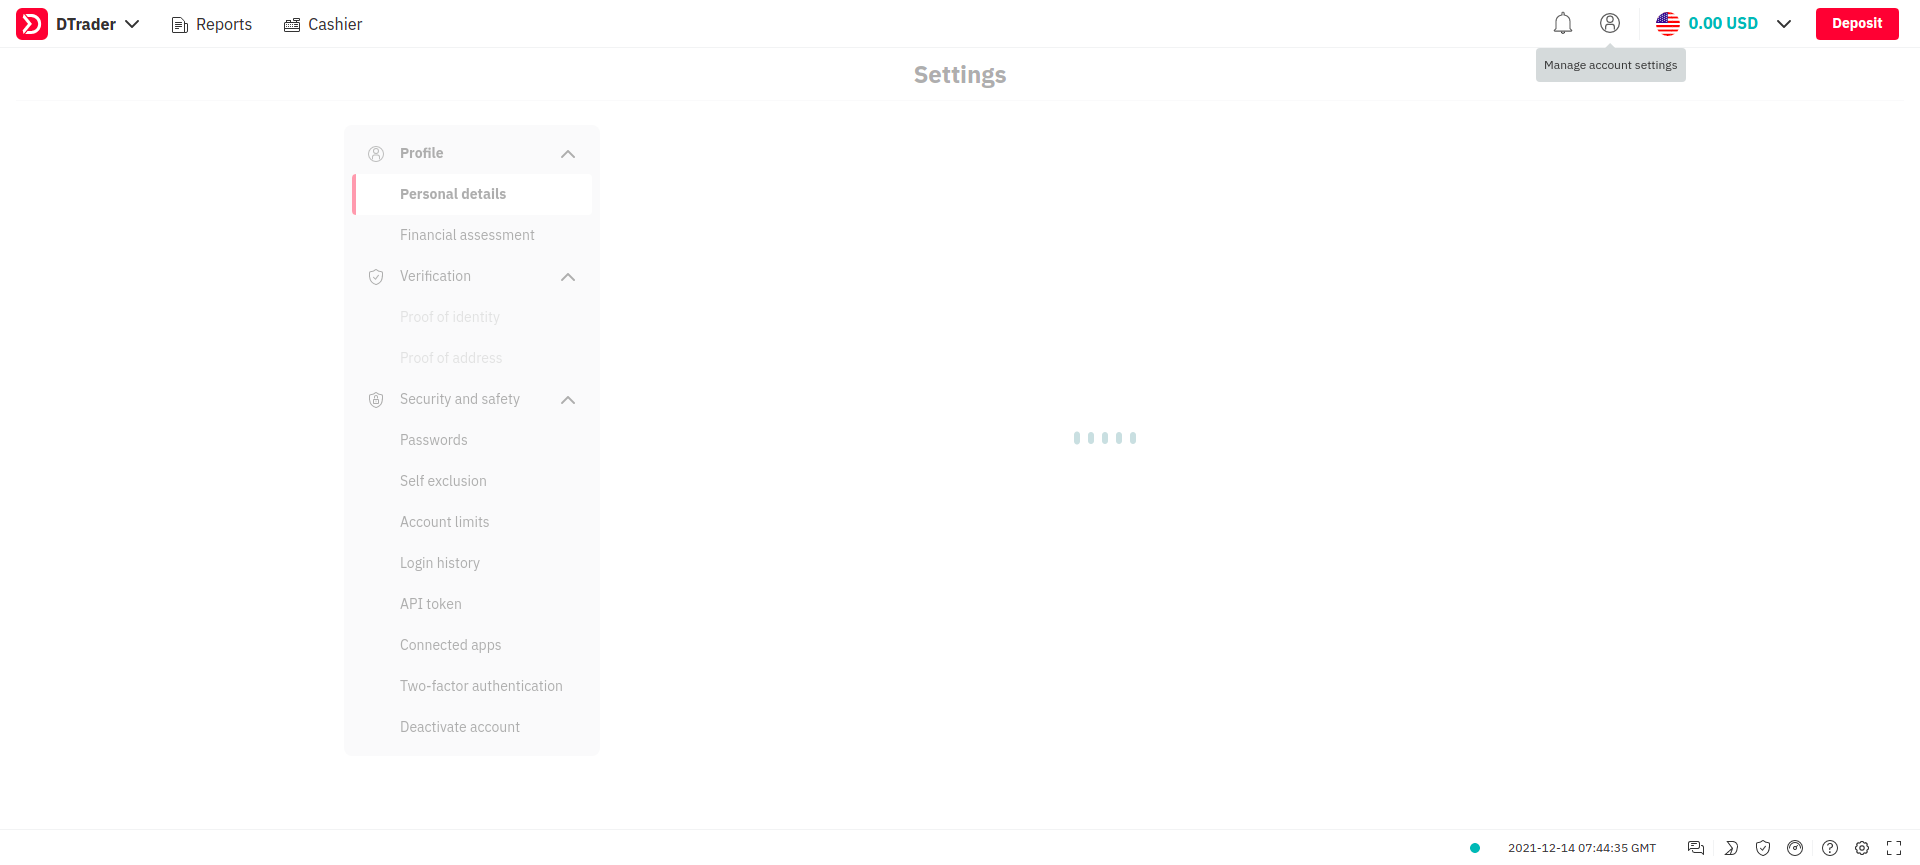 DTrader
Reports
Cashier
0.00 USD
Deposit
Manage account settings
Settings
Profile
Personal details
Financial assessment
Verification
Proof of identity
Proof of address
Security and safety
Passwords
Self exclusion
Account limits
Login history
API token
Connected apps
Two-factor authentication
Deactivate account
2021-12-14 07:44:35 GMT